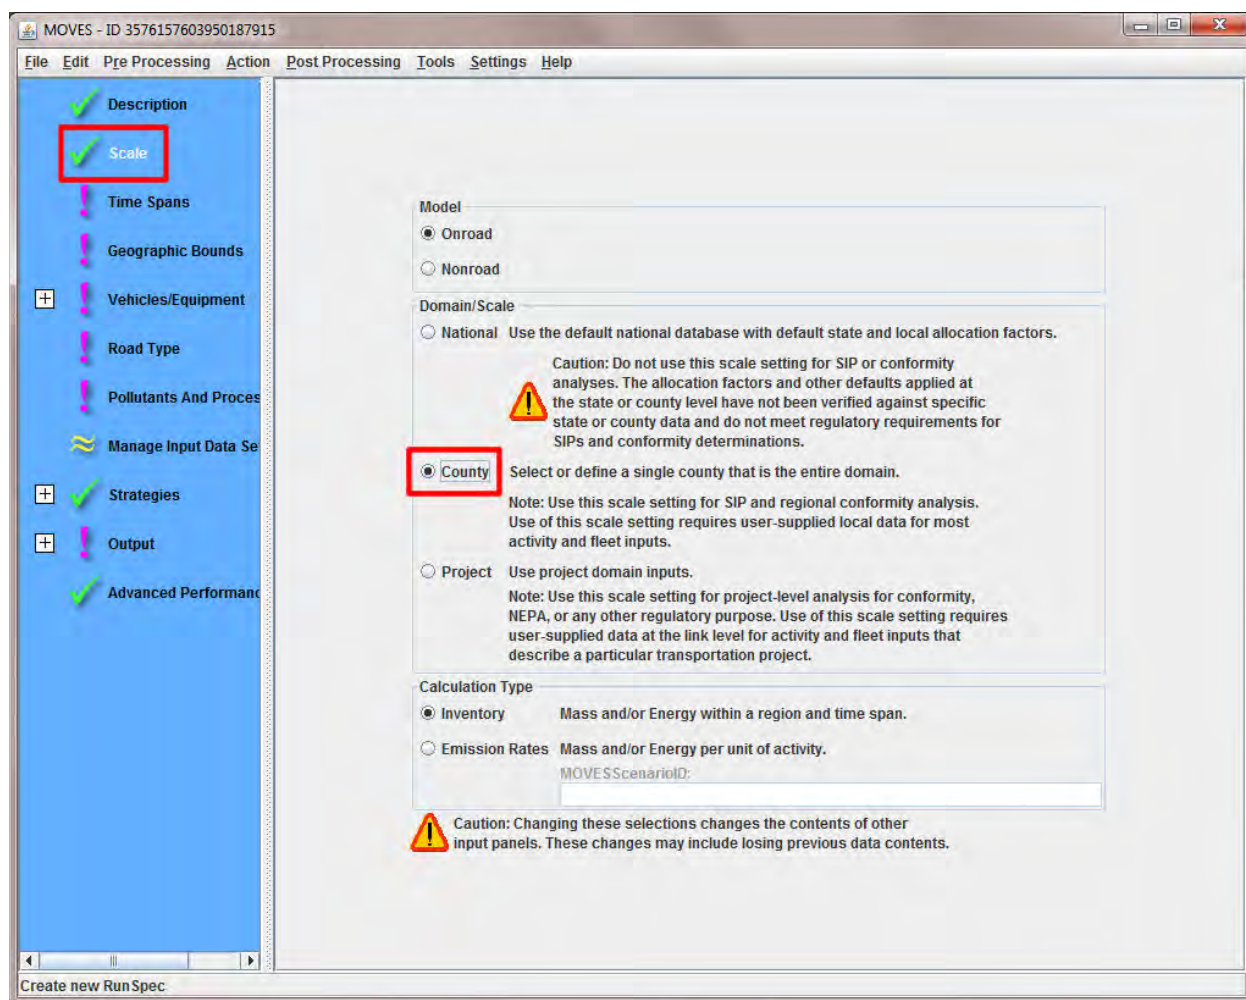 MOVES - ID 3576157603950187915
File Edit Pre Processing Action Post Processing Tools Settings Help
Description
Scale
Time Spans
Geographic Bounds
Vehicles/Equipment
Road Type
Pollutants And Proces
Manage Input Data Se
Strategies
Output
Advanced Performanc
Model
Onroad
Nonroad
Domain/Scale
National Use the default national database with default state and local allocation factors.
Caution: Do not use this scale setting for SIP or conformity
analyses. The allocation factors and other defaults applied at
the state or county level have not been verified against specific
state or county data and do not meet regulatory requirements for
SIPs and conformity determinations.
County Select or define a single county that is the entire domain.
Note: Use this scale setting for SIP and regional conformity analysis.
Use of this scale setting requires user-supplied local data for most
activity and fleet inputs.
Project Use project domain inputs.
Note: Use this scale setting for project-level analysis for conformity,
NEPA, or any other regulatory purpose. Use of this scale setting requires
user-supplied data at the link level for activity and fleet inputs that
describe a particular transportation project.
Calculation Type
Inventory Mass and/or Energy within a region and time span.
Emission Rates Mass and/or Energy per unit of activity.
MOVESScenarioID:
Caution: Changing these selections changes the contents of other
input panels. These changes may include losing previous data contents.
Create new RunSpec